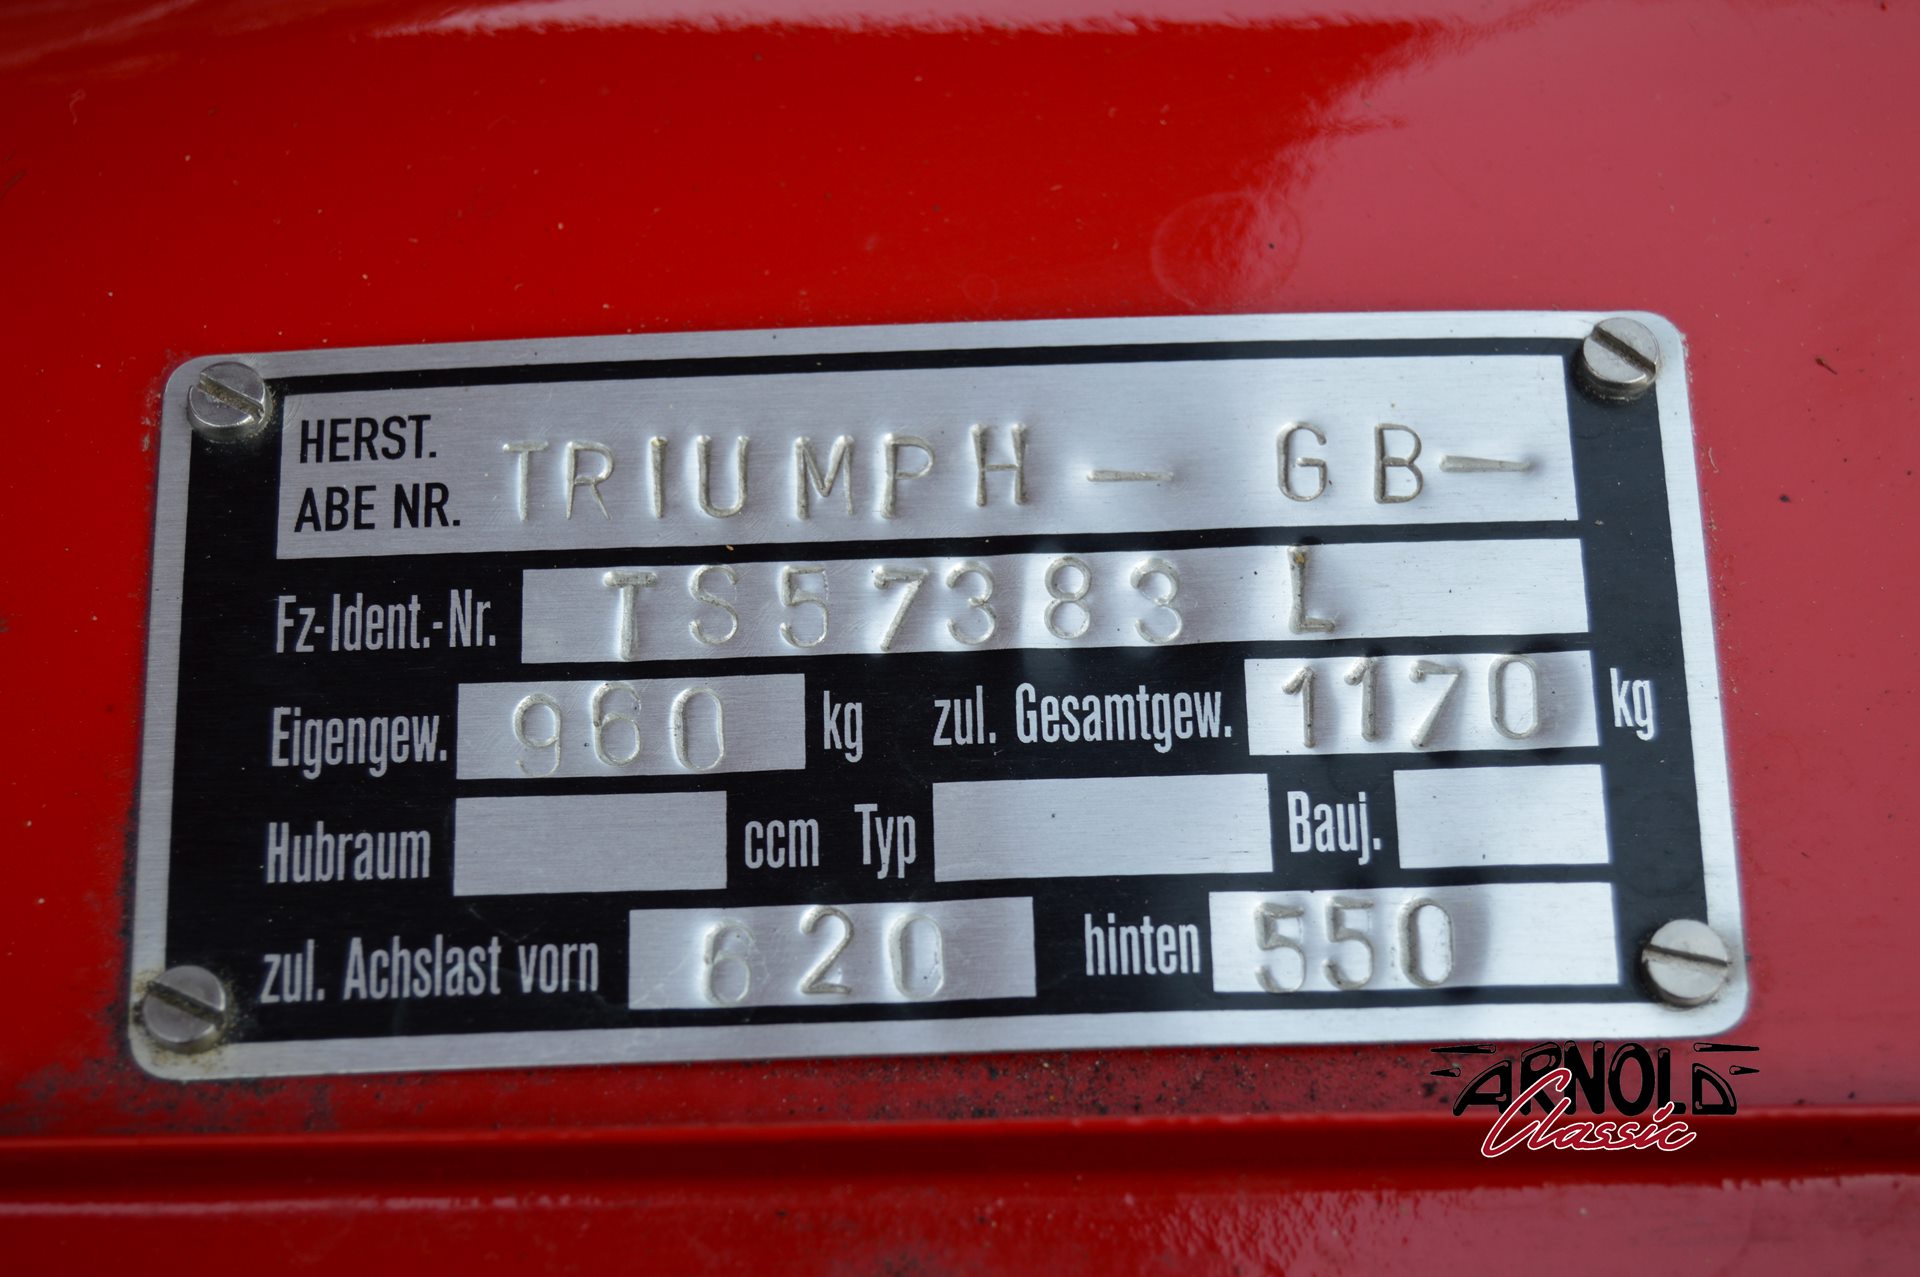 HERST. TRIUMPH - GB-
ABE NR.
Fz-Ident.-Nr. TS57383 L
Eigengew. 960 kg zul. Gesamtgew. 1170 kg
Hubraum ccm Typ Bauj.
zul. Achslast vorn 620 hinten 550
ARNOLD
Classic